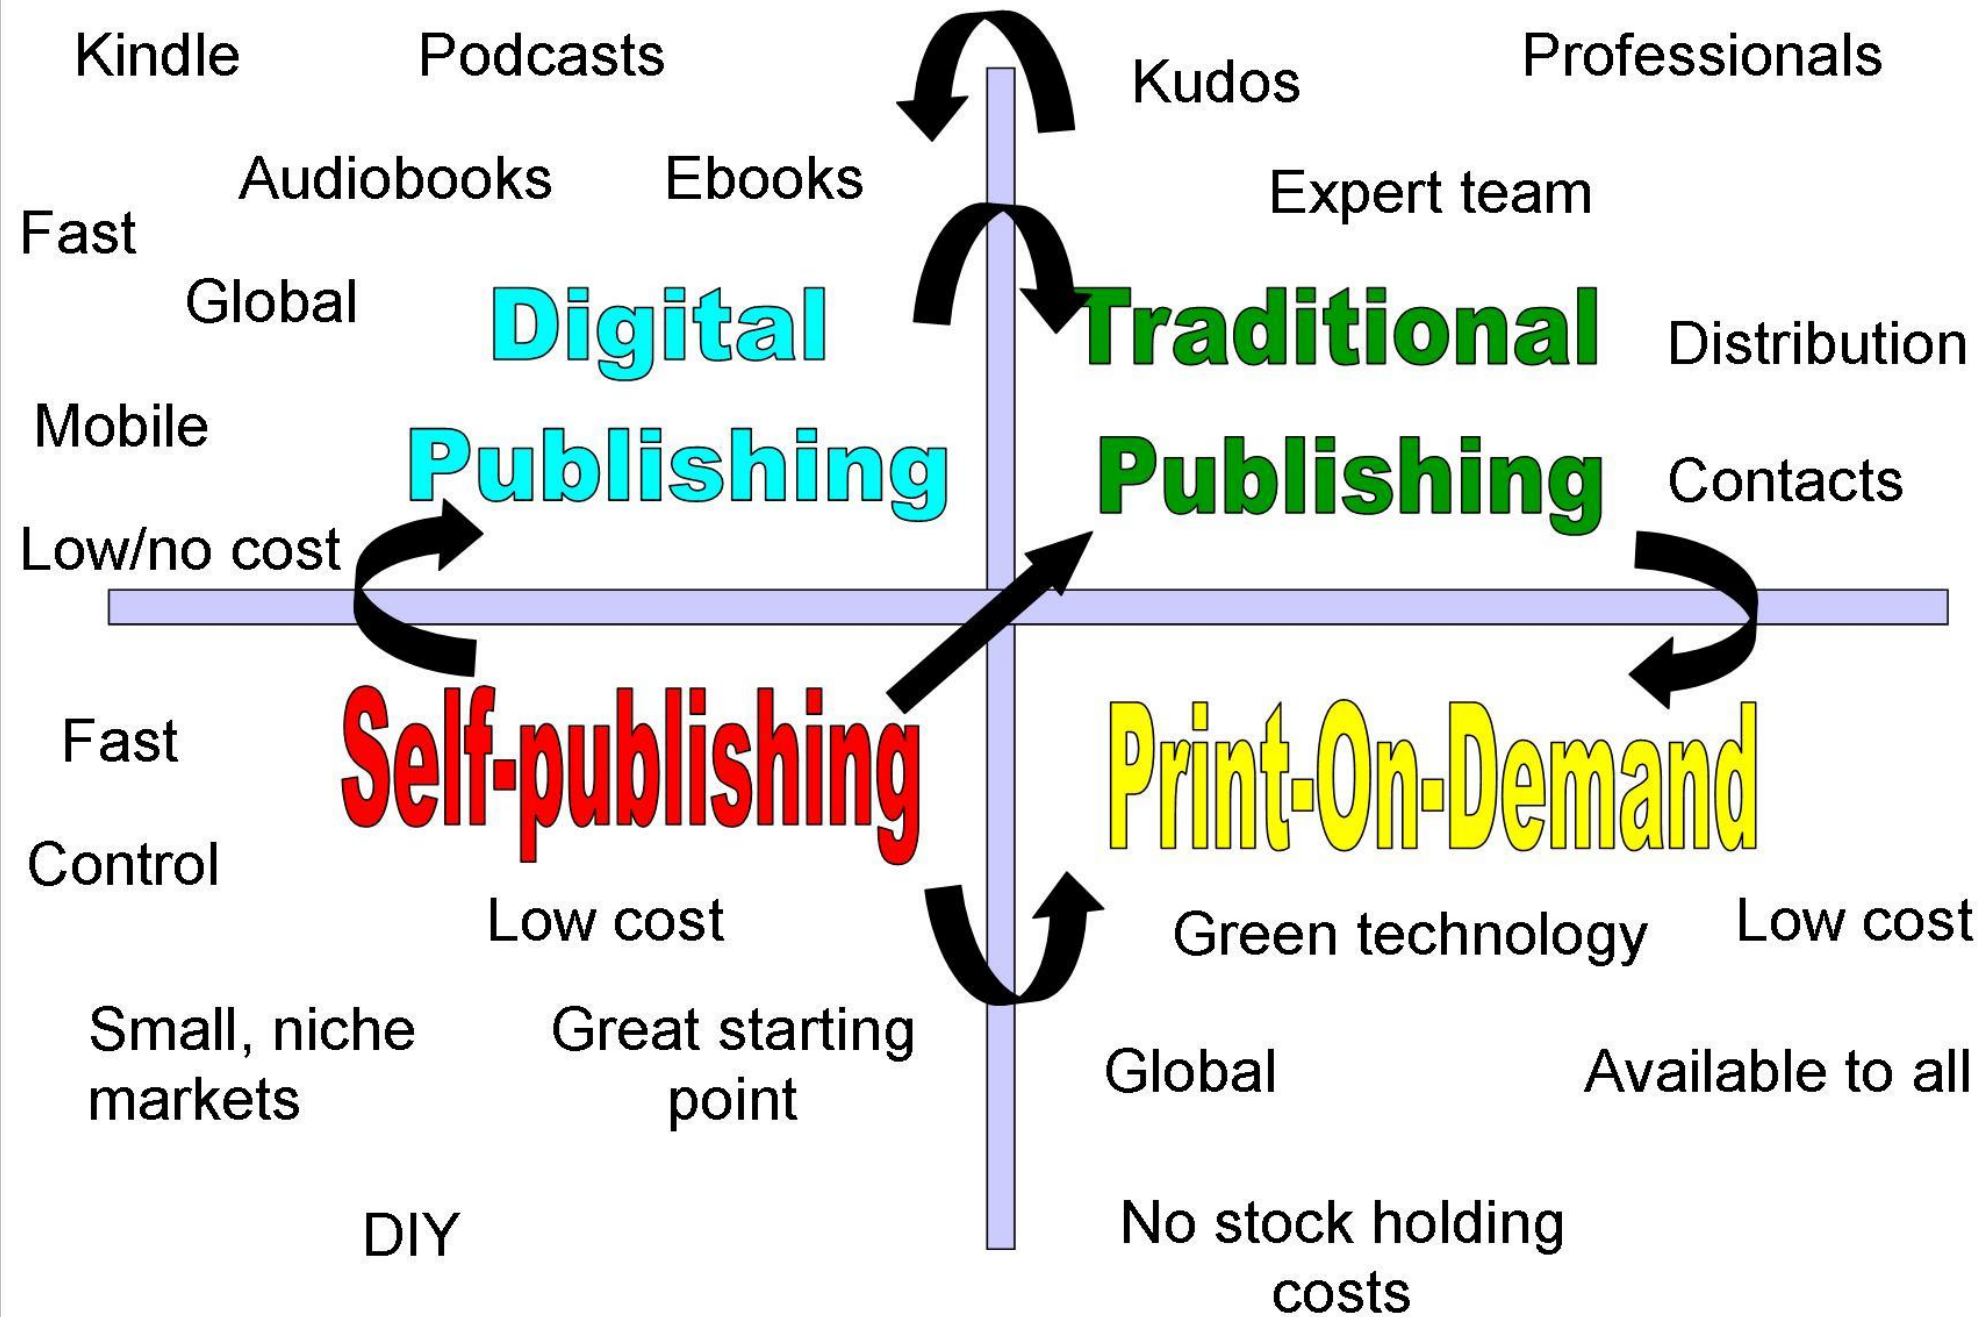 Kindle
Podcasts
Audiobooks
Ebooks
Fast
Global
Digital
Publishing
Mobile
Low/no cost
Kudos
Professionals
Expert team
Traditional
Publishing
Distribution
Contacts
Self-publishing
Fast
Control
Low cost
Small, niche
markets
Great starting
point
DIY
Print-On-Demand
Green technology
Low cost
Global
Available to all
No stock holding
costs